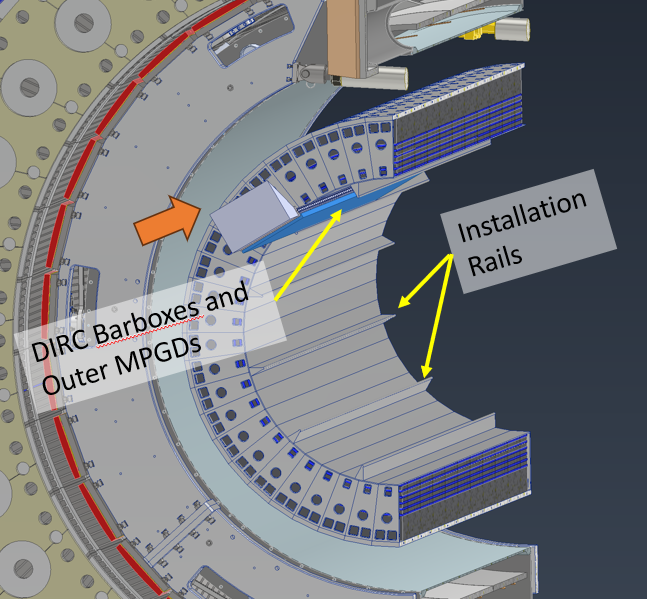 Installation
Rails
DIRC Barboxes and
Outer MPGDs